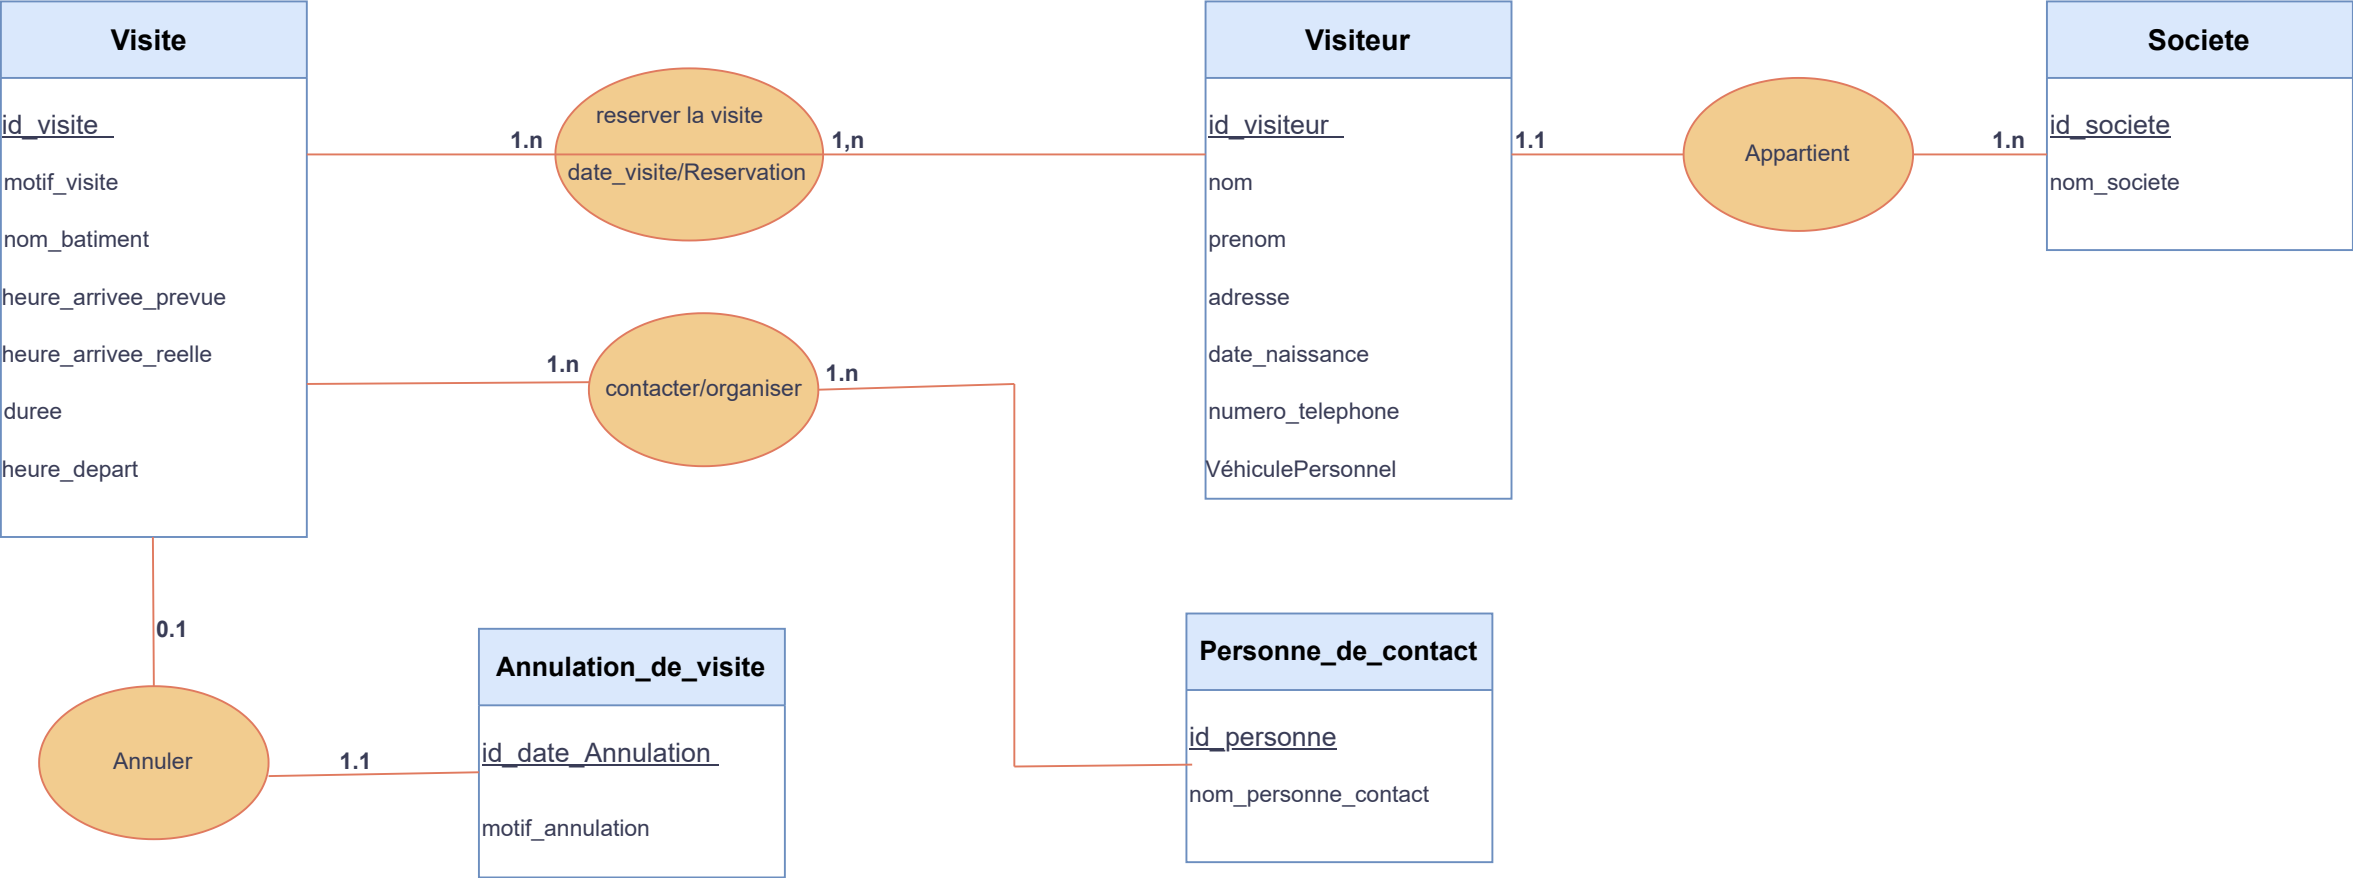 Visite
id_visite
motif_visite
nom_batiment
heure_arrivee_prevue
heure_arrivee_reelle
duree
heure_depart
1.n
reserver la visite
date_visite/Reservation
1,n
Visiteur
id_visiteur
nom
prenom
adresse
date_naissance
numero_telephone
VéhiculePersonnel
1.1
Appartient
1.n
Societe
id_societe
nom_societe
1.n
contacter/organiser
1.n
0.1
Annuler
1.1
Annulation_de_visite
id_date_Annulation
motif_annulation
Personne_de_contact
id_personne
nom_personne_contact